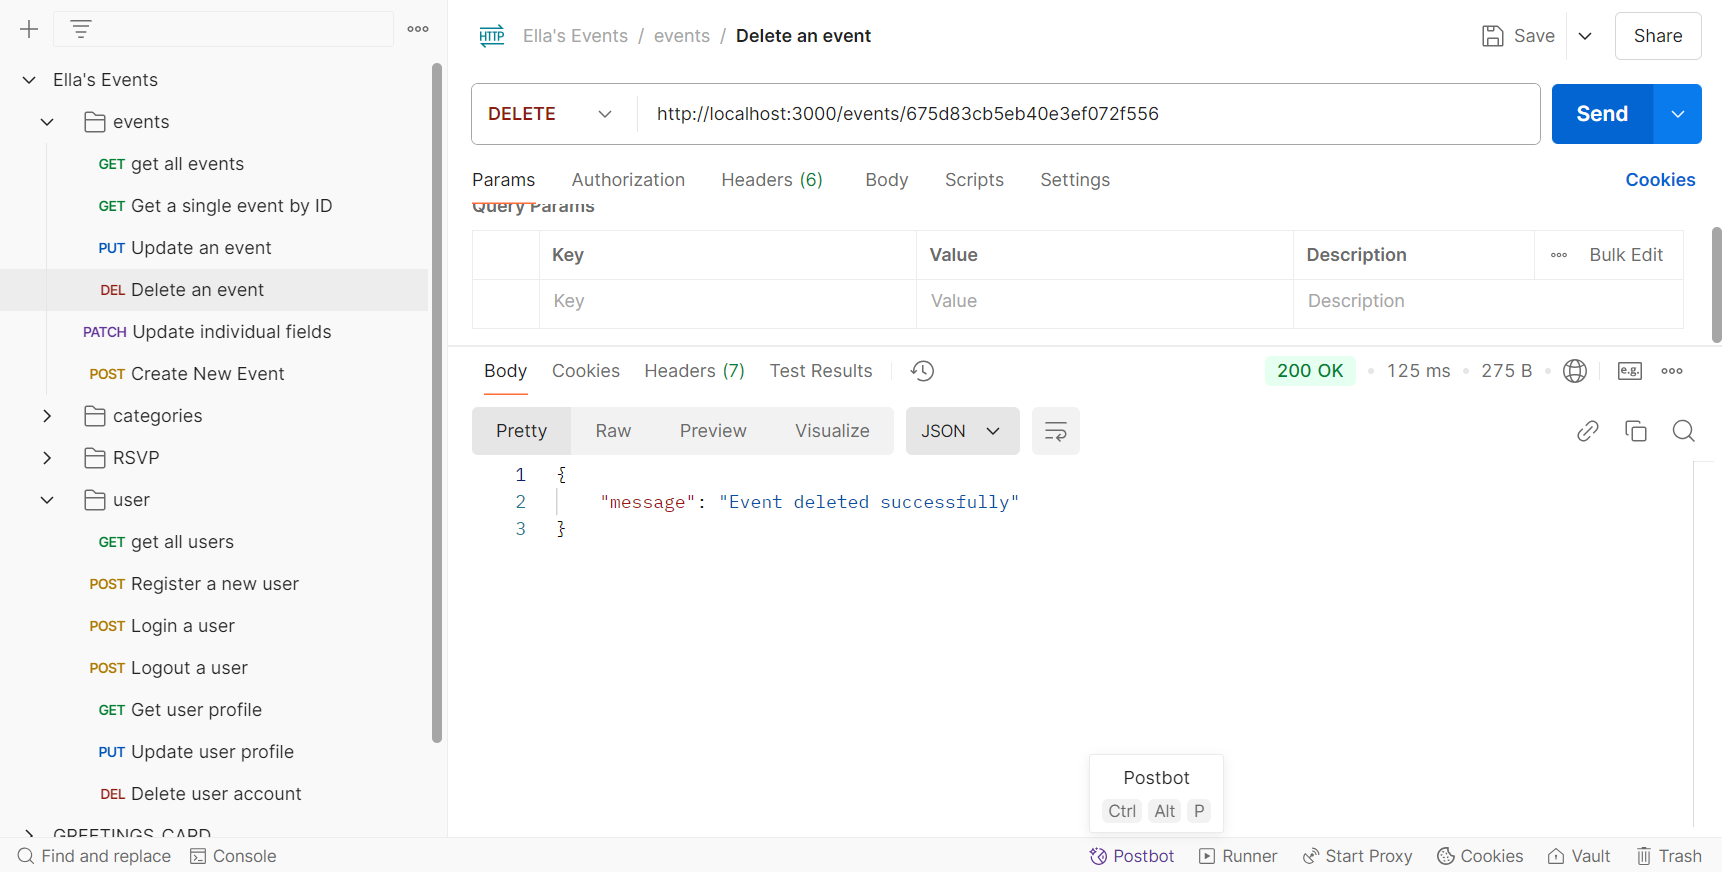 Ella's Events
events
GET get all events
GET Get a single event by ID
PUT Update an event
DEL Delete an event
PATCH Update individual fields
POST Create New Event
categories
RSVP
user
GET get all users
POST Register a new user
POST Login a user
POST Logout a user
GET Get user profile
PUT Update user profile
DEL Delete user account
GREETINGS CARD
HTTP Ella's Events / events / Delete an event
Save
Share
DELETE http://localhost:3000/events/675d83cb5eb40e3ef072f556
Send
Params Authorization Headers (6) Body Scripts Settings Cookies
Query Params
Key Value Description Bulk Edit
Key Value Description
Body Cookies Headers (7) Test Results 200 OK 125 ms 275 B e.g.
Pretty Raw Preview Visualize JSON
1 {
2 "message": "Event deleted successfully"
3 }
Postbot
Ctrl Alt P
Find and replace Console Postbot Runner Start Proxy Cookies Vault Trash